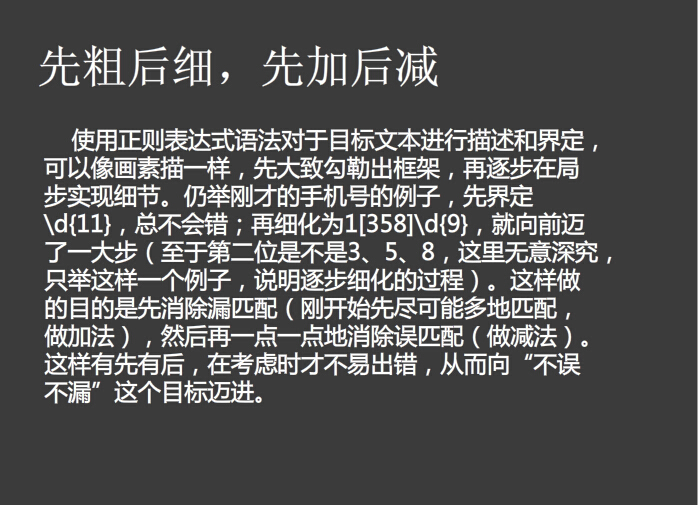 先粗后细，先加后减
使用正则表达式语法对于目标文本进行描述和界定，
可以像画素描一样，先大致勾勒出框架，再逐步在局
步实现细节。仍举刚才的手机号的例子，先界定
\d{11}，总不会错；再细化为1[358]\d{9}，就向前迈
了一大步（至于第二位是不是3、5、8，这里无意深究，
只举这样一个例子，说明逐步细化的过程）。这样做
的目的是先消除漏匹配（刚开始先尽可能多地匹配，
做加法），然后再一点一点地消除误匹配（做减法）。
这样有先有后，在考虑时才不易出错，从而向“不误
不漏”这个目标迈进。